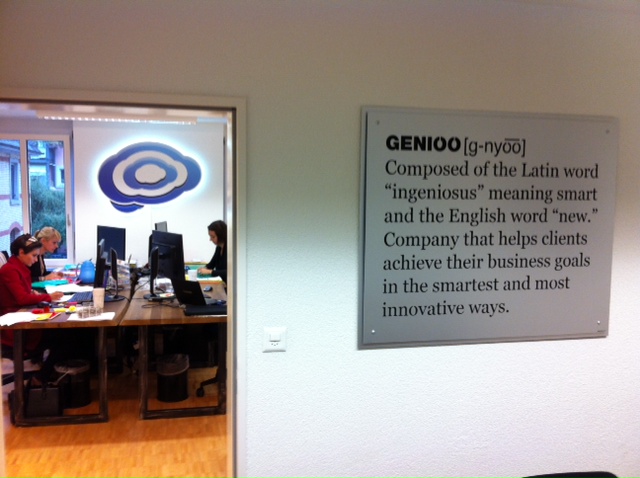 GENIOO [g-nyo͞o]
Composed of the Latin word
“ingeniosus” meaning smart
and the English word “new.”
Company that helps clients
achieve their business goals
in the smartest and most
innovative ways.